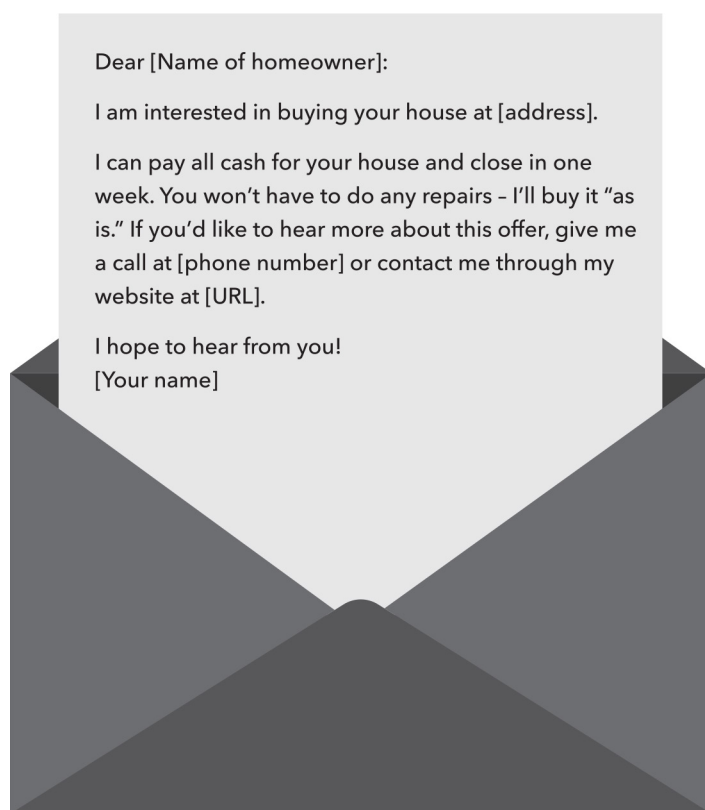 Dear [Name of homeowner]:
I am interested in buying your house at [address].
I can pay all cash for your house and close in one
week. You won’t have to do any repairs – I’ll buy it “as
is.” If you’d like to hear more about this offer, give me
a call at [phone number] or contact me through my
website at [URL].
I hope to hear from you!
[Your name]